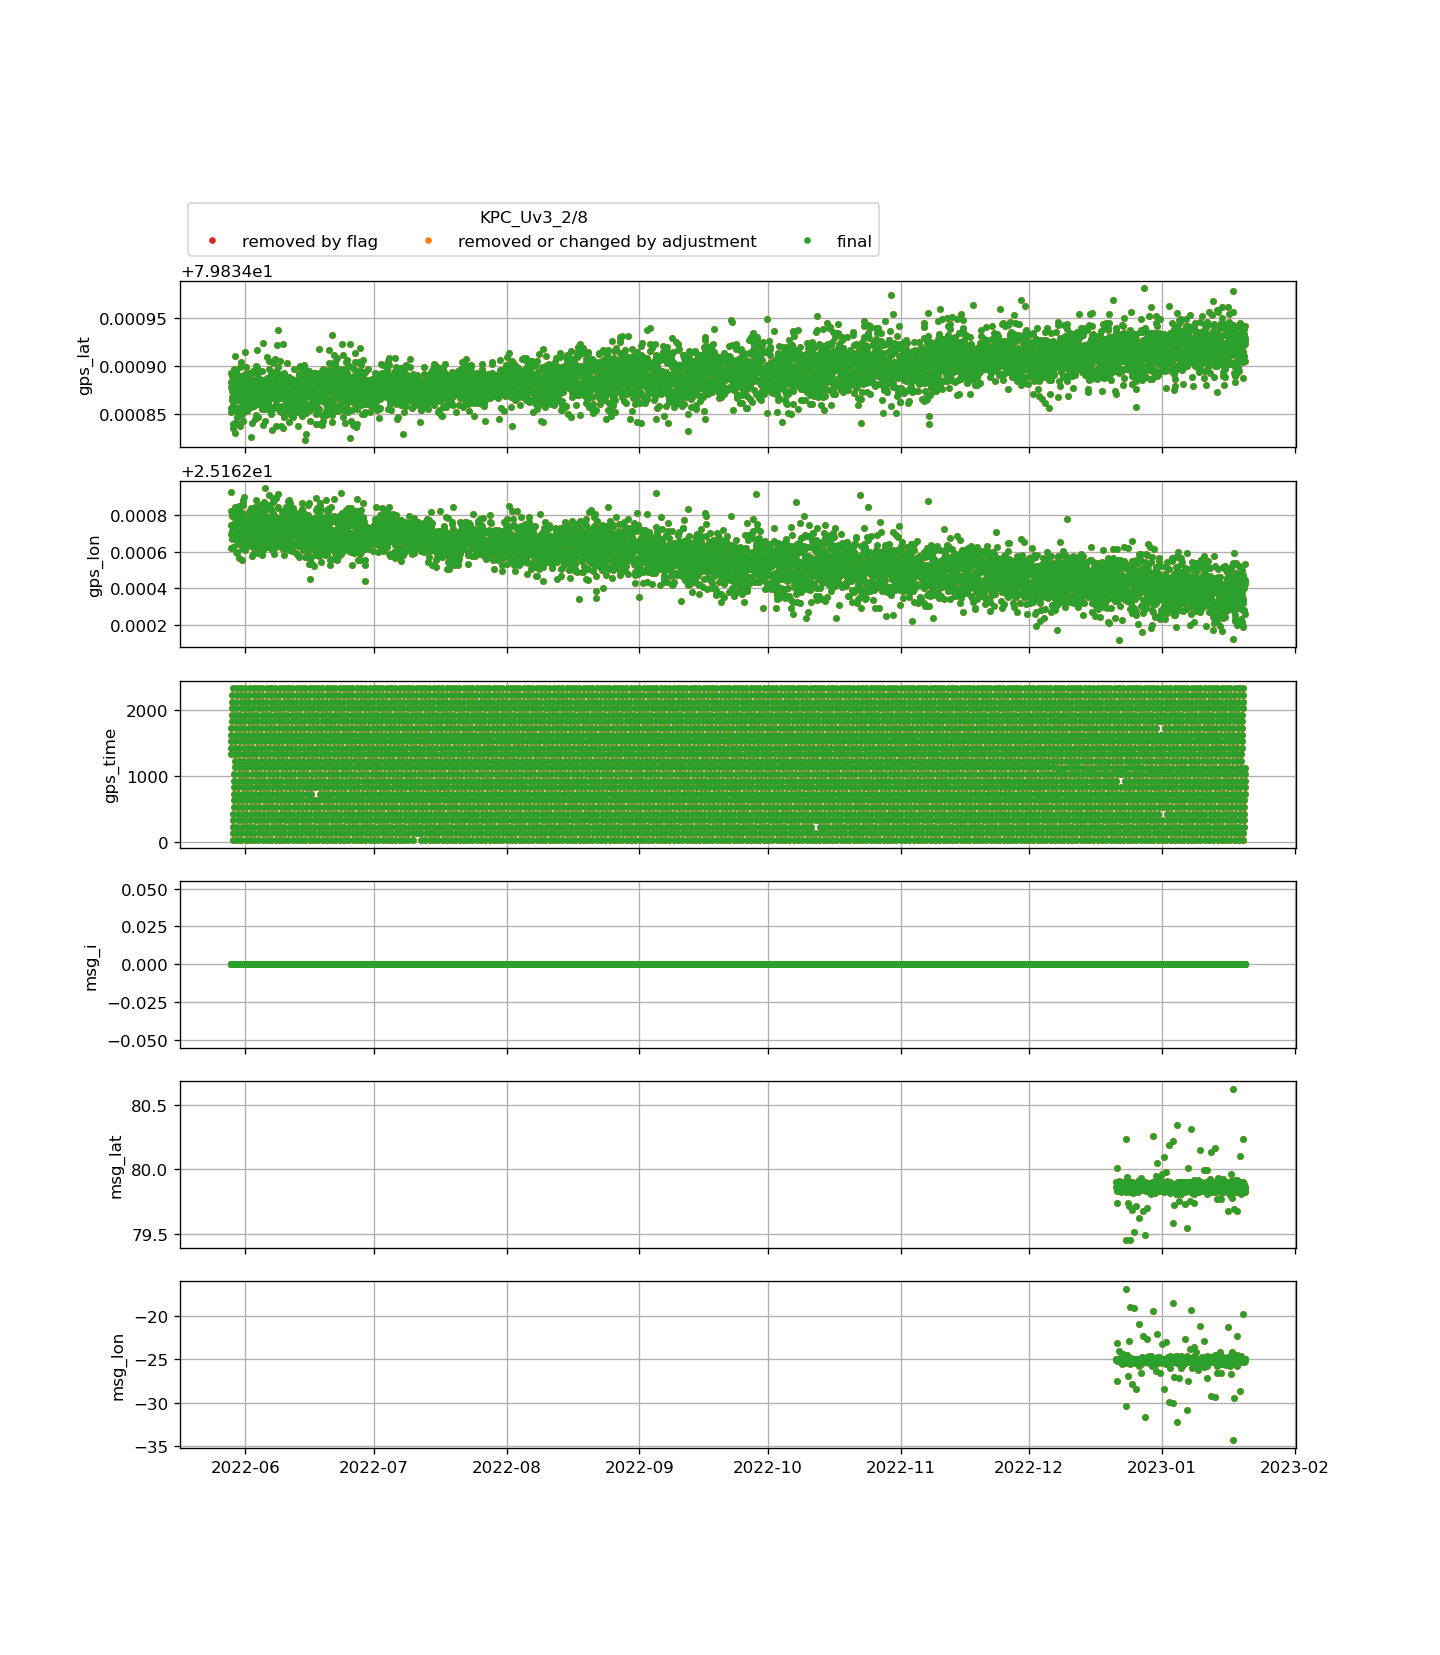 KPC_Uv3_2/8
removed by flag removed or changed by adjustment final
+7.9834e1
0.00095
0.00090
0.00085
gps_lat
+2.5162e1
0.0008
0.0006
0.0004
0.0002
gps_lon
2000
1000
0
gps_time
0.050
0.025
0.000
−0.025
−0.050
msg_i
80.5
80.0
79.5
msg_lat
−20
−25
−30
−35
msg_lon
2022-06 2022-07 2022-08 2022-09 2022-10 2022-11 2022-12 2023-01 2023-02